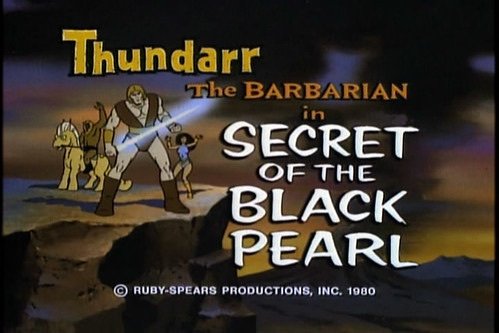 Thundarr
The BARBARIAN
in
SECRET
OF THE
BLACK
PEARL
© RUBY-SPEARS PRODUCTIONS, INC. 1980